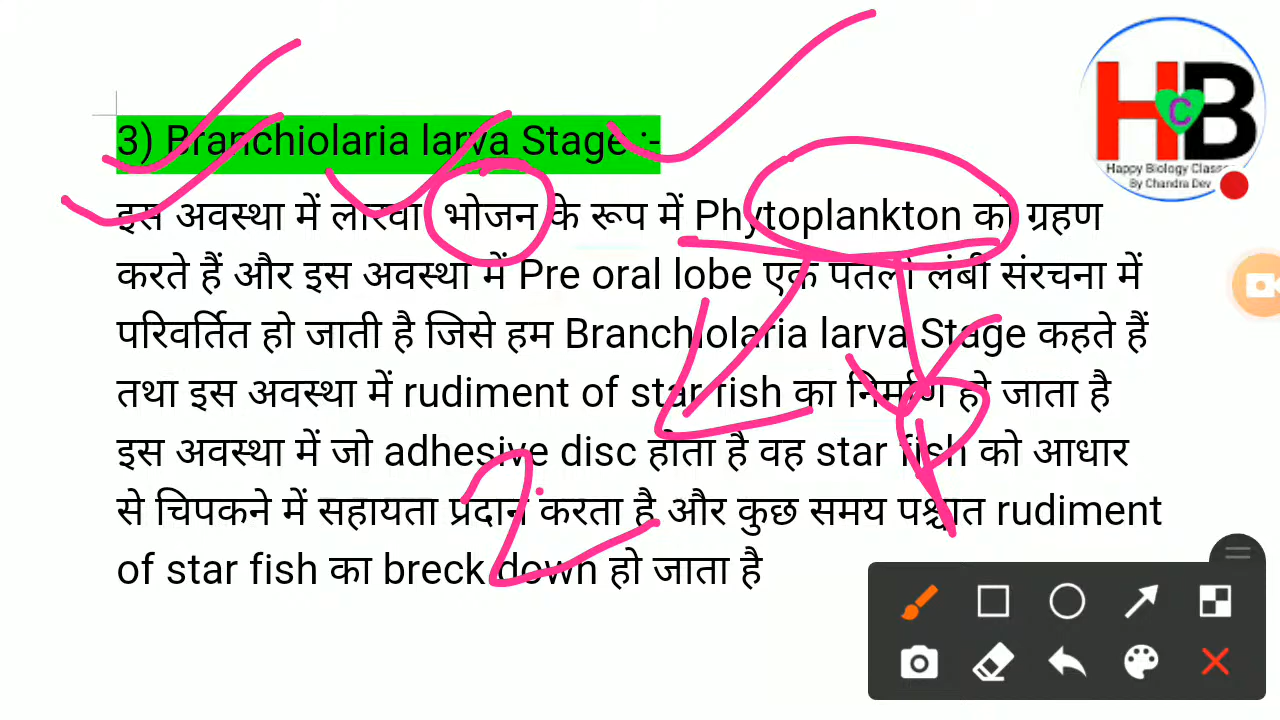 HCB
Happy Biology Classes
By Chandra Dev
3) Branchiolaria larva Stage :-
इस अवस्था में लारवा भोजन के रूप में Phytoplankton को ग्रहण
करते हैं और इस अवस्था में Pre oral lobe एक पतली लंबी संरचना में
परिवर्तित हो जाती है जिसे हम Branchiolaria larva Stage कहते हैं
तथा इस अवस्था में rudiment of star fish का निर्माण हो जाता है
इस अवस्था में जो adhesive disc होता है वह star fish को आधार
से चिपकने में सहायता प्रदान करता है और कुछ समय पश्चात rudiment
of star fish का breck down हो जाता है
2